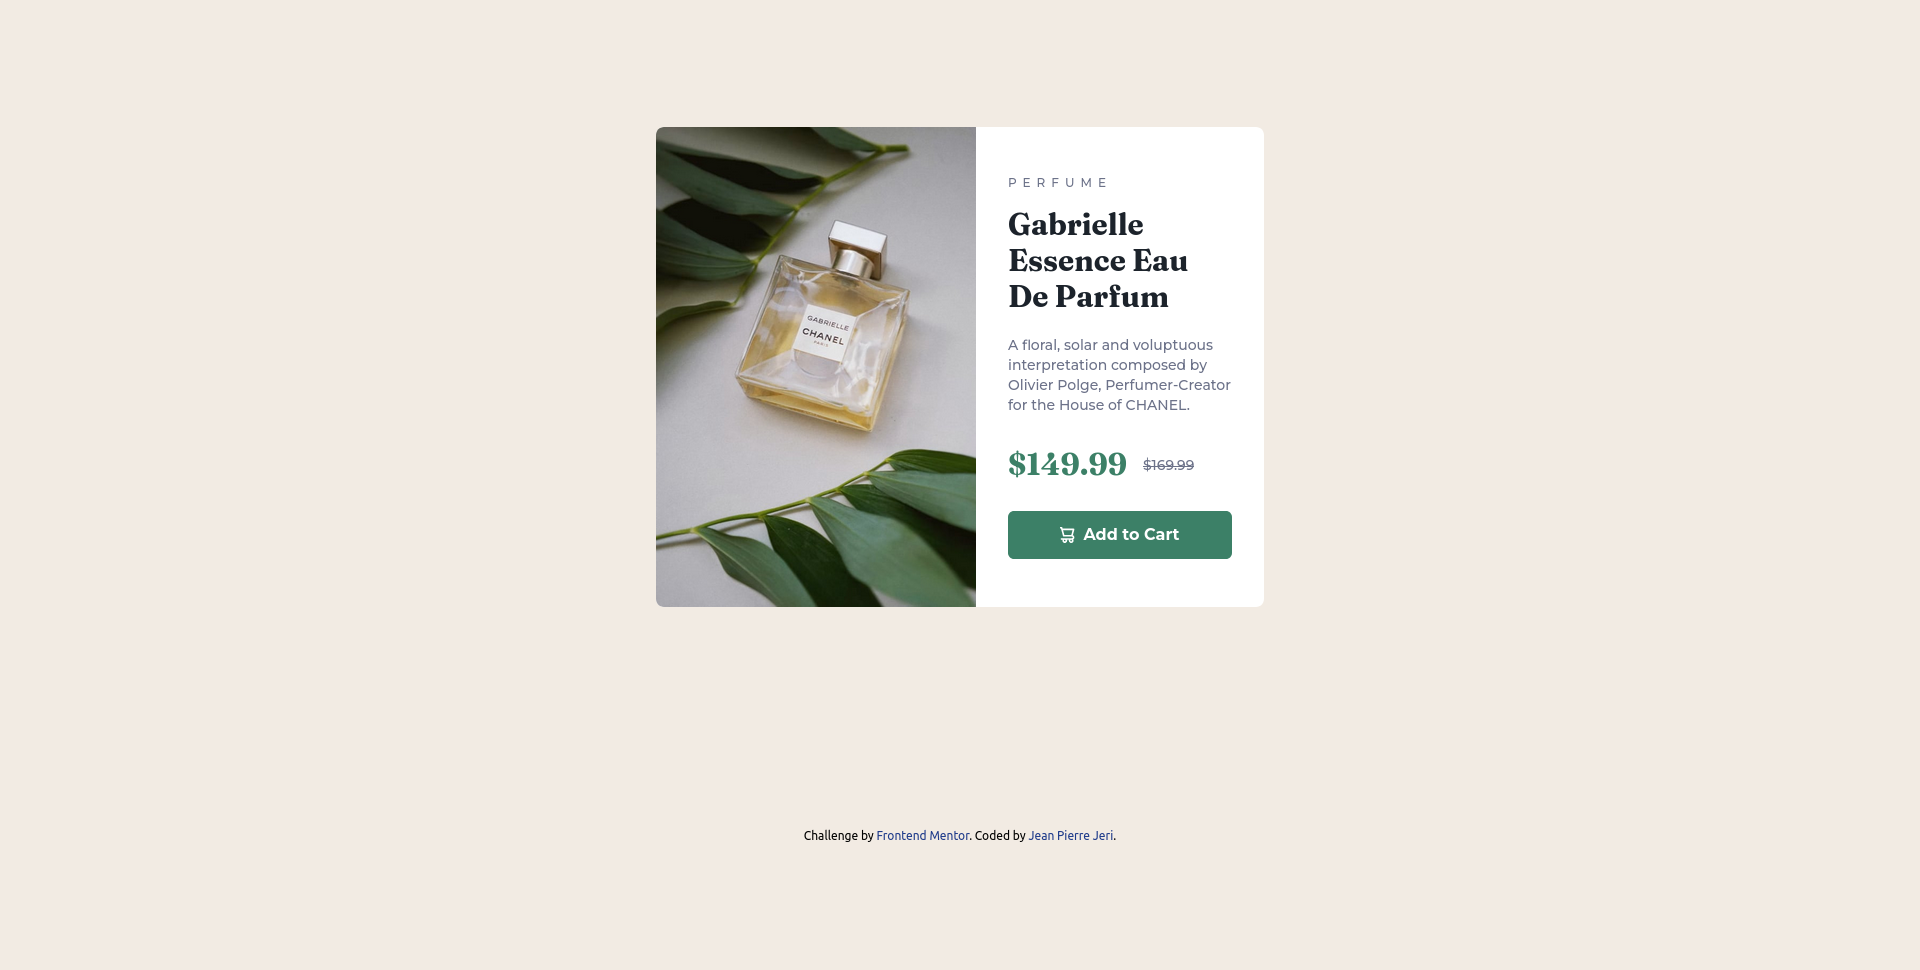 GABRIELLE
CHANEL
PARIS
PERFUME
Gabrielle
Essence Eau
De Parfum
A floral, solar and voluptuous
interpretation composed by
Olivier Polge, Perfumer-Creator
for the House of CHANEL.
$149.99 $169.99
Add to Cart
Challenge by Frontend Mentor. Coded by Jean Pierre Jeri.